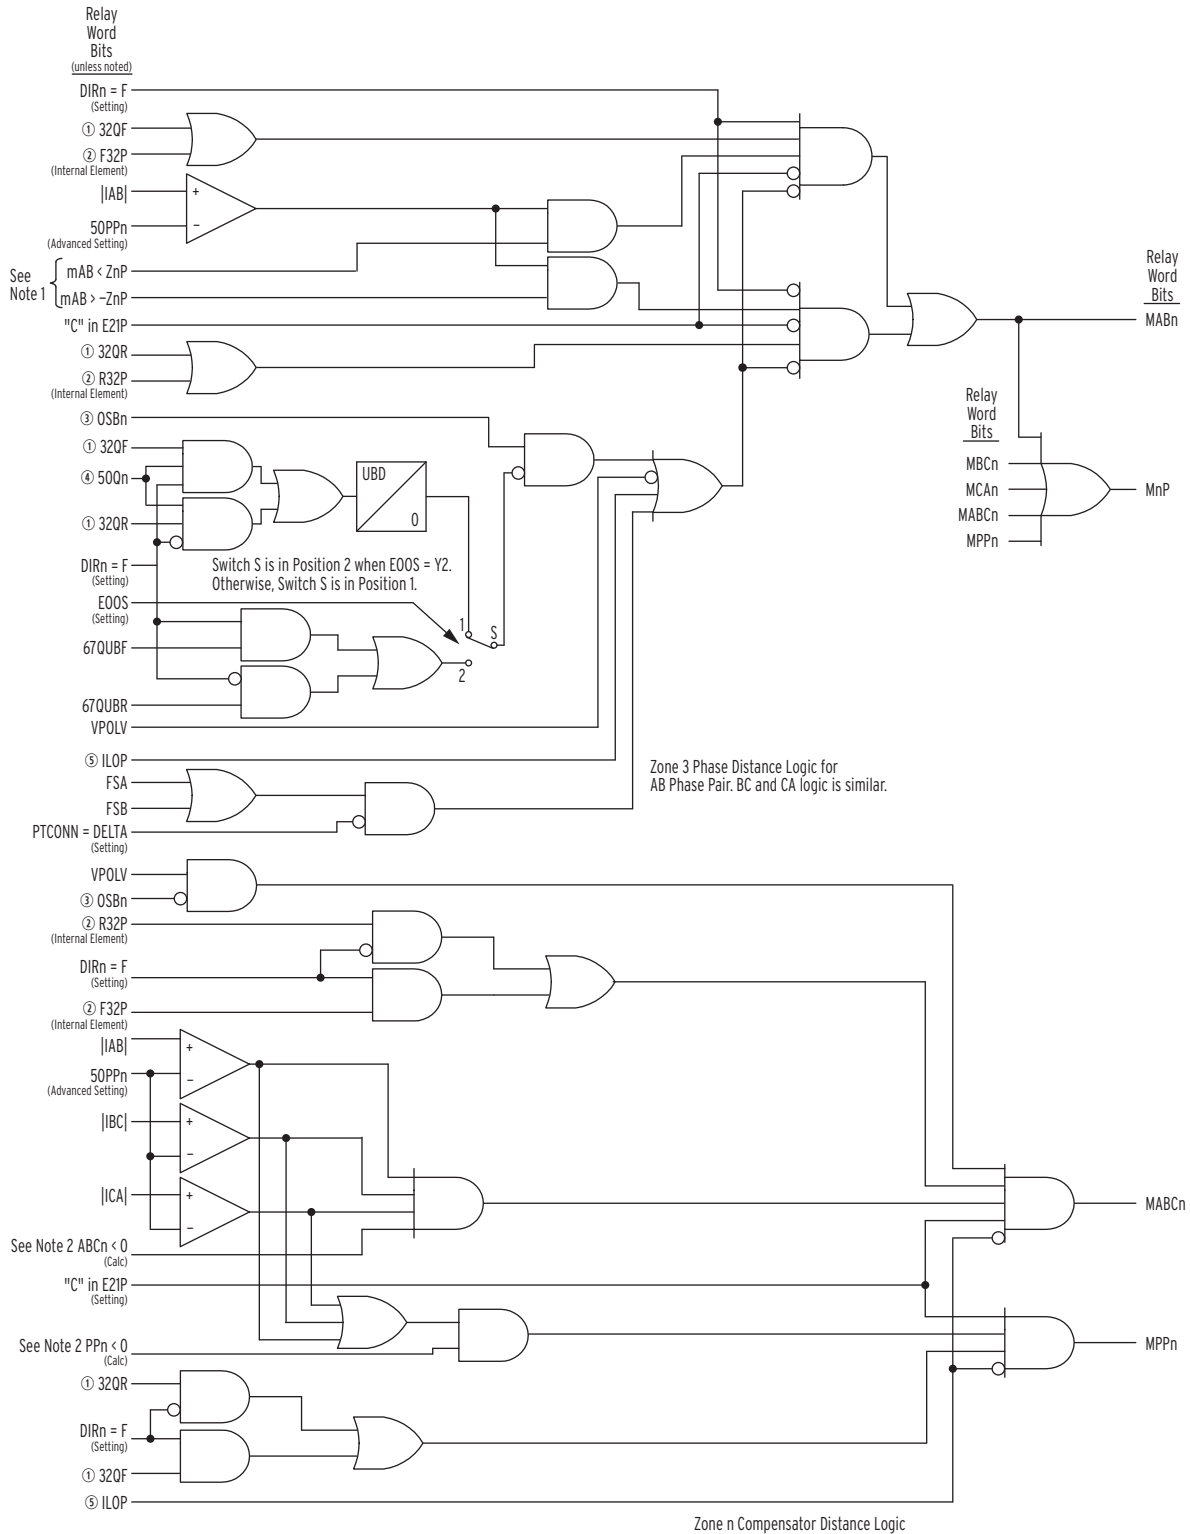 Relay
Word
Bits
(unless noted)
DIRn = F
(Setting)
① 32QF
② F32P
(Internal Element)
|IAB|
+
50PPn
–
(Advanced Setting)
See
Note 1
mAB < ZnP
mAB > –ZnP
"C" in E21P
① 32QR
② R32P
(Internal Element)
Relay
Word
Bits
MABn
③ OSBn
① 32QF
④ 50Qn
① 32QR
UBD
0
Relay
Word
Bits
MBCn
MCAn
MABCn
MPPn
MnP
DIRn = F
(Setting)
Switch S is in Position 2 when EOOS = Y2.
Otherwise, Switch S is in Position 1.
EOOS
(Setting)
1
S
2
67QUBF
67QUBR
VPOLV
⑤ ILOP
FSA
FSB
PTCONN = DELTA
(Setting)
Zone 3 Phase Distance Logic for
AB Phase Pair. BC and CA logic is similar.
VPOLV
③ OSBn
② R32P
(Internal Element)
DIRn = F
(Setting)
② F32P
(Internal Element)
|IAB|
+
50PPn
–
(Advanced Setting)
|IBC|
+
–
|ICA|
+
–
MABCn
See Note 2 ABCn < 0
(Calc)
"C" in E21P
(Setting)
See Note 2 PPn < 0
(Calc)
MPPn
① 32QR
DIRn = F
(Setting)
① 32QF
⑤ ILOP
Zone n Compensator Distance Logic